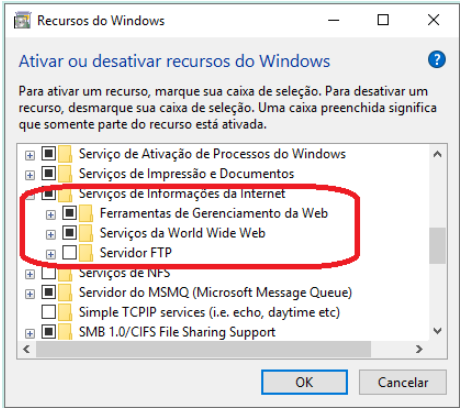 Recursos do Windows
Ativar ou desativar recursos do Windows
Para ativar um recurso, marque sua caixa de seleção. Para desativar um
recurso, desmarque sua caixa de seleção. Uma caixa preenchida significa
que somente parte do recurso está ativada.
Serviço de Ativação de Processos do Windows
Serviços de Impressão e Documentos
Serviços de Informações da Internet
Ferramentas de Gerenciamento da Web
Serviços da World Wide Web
Servidor FTP
Serviços de NFS
Servidor do MSMQ (Microsoft Message Queue)
Simple TCPIP services (i.e. echo, daytime etc)
SMB 1.0/CIFS File Sharing Support
OK Cancelar